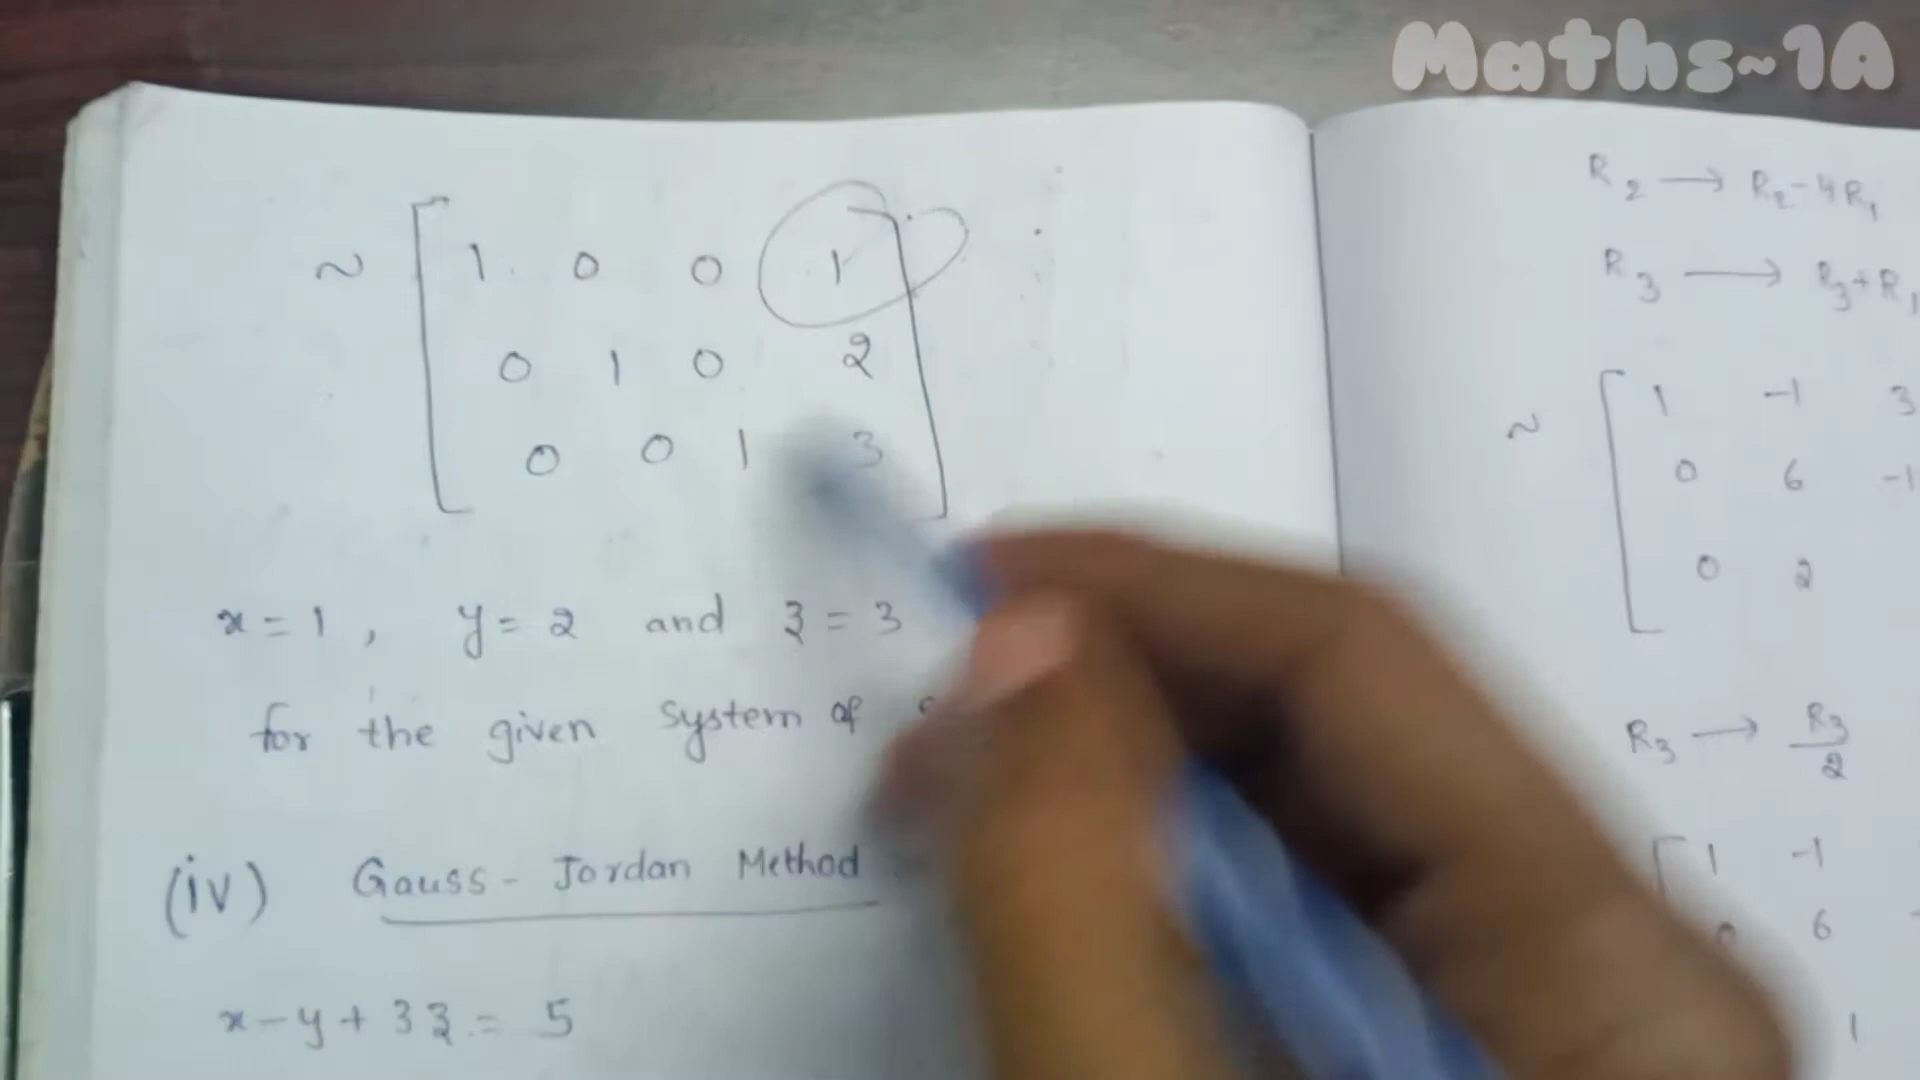 Maths~1A
~ [ 1 0 0 1
0 1 0 2
0 0 1 3 ]
x = 1 , y = 2 and z = 3
for the given system of
(iv) Gauss - Jordan Method
x - y + 3z = 5
R2 → R2 - 4R1
R3 → R3 + R1
~ [ 1 -1 3
0 6 -1
0 2
R3 → R3/2
[ 1 -1
6
1